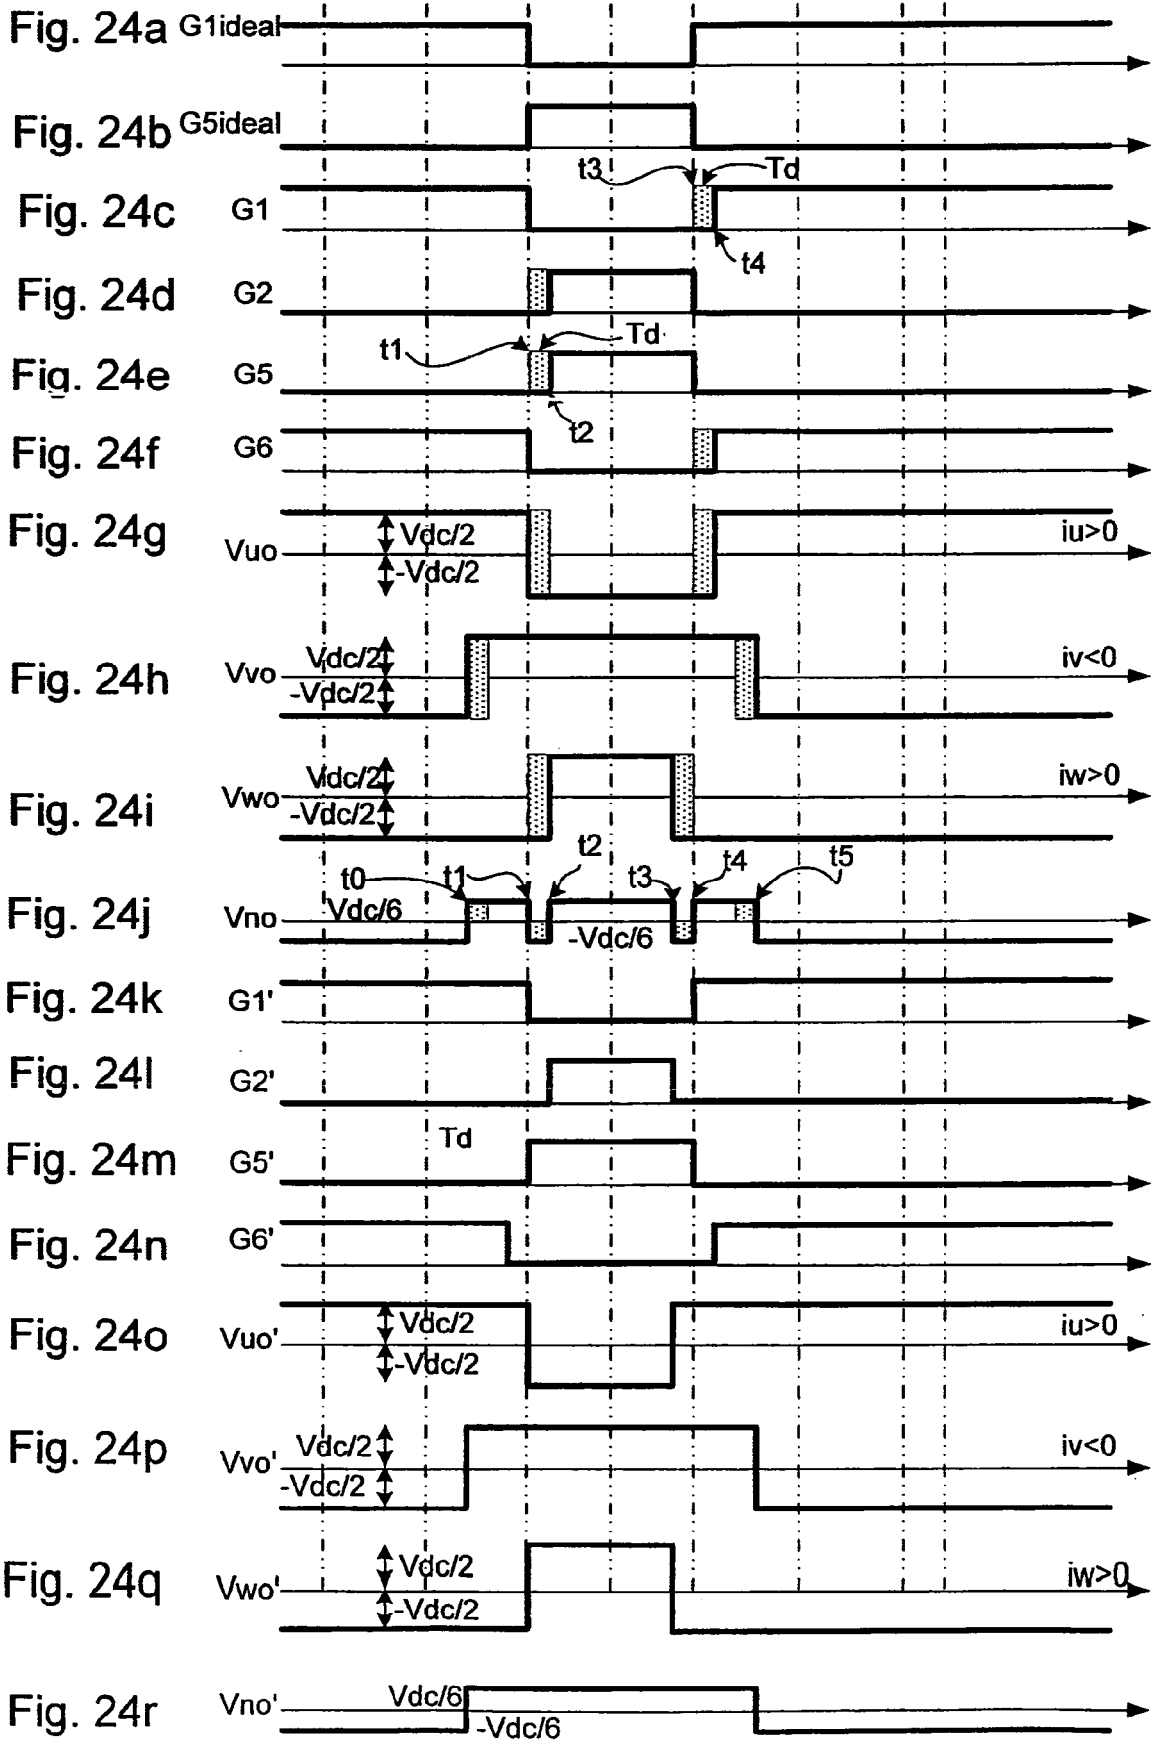 Fig. 24a G1ideal
Fig. 24b G5ideal
t3 Td
Fig. 24c G1
t4
Fig. 24d G2
t1 Td
Fig. 24e G5
t2
Fig. 24f G6
Fig. 24g Vuo Vdc/2 iu>0
-Vdc/2
Fig. 24h Vvo Vdc/2 iv<0
-Vdc/2
Fig. 24i Vwo Vdc/2 iw>0
-Vdc/2
t0 t1 t2 t3 t4 t5
Fig. 24j Vno Vdc/6
-Vdc/6
Fig. 24k G1'
Fig. 24l G2'
Td
Fig. 24m G5'
Fig. 24n G6'
Fig. 24o Vuo' Vdc/2 iu>0
-Vdc/2
Fig. 24p Vvo' Vdc/2 iv<0
-Vdc/2
Fig. 24q Vwo' Vdc/2 iw>0
-Vdc/2
Fig. 24r Vno' Vdc/6
-Vdc/6